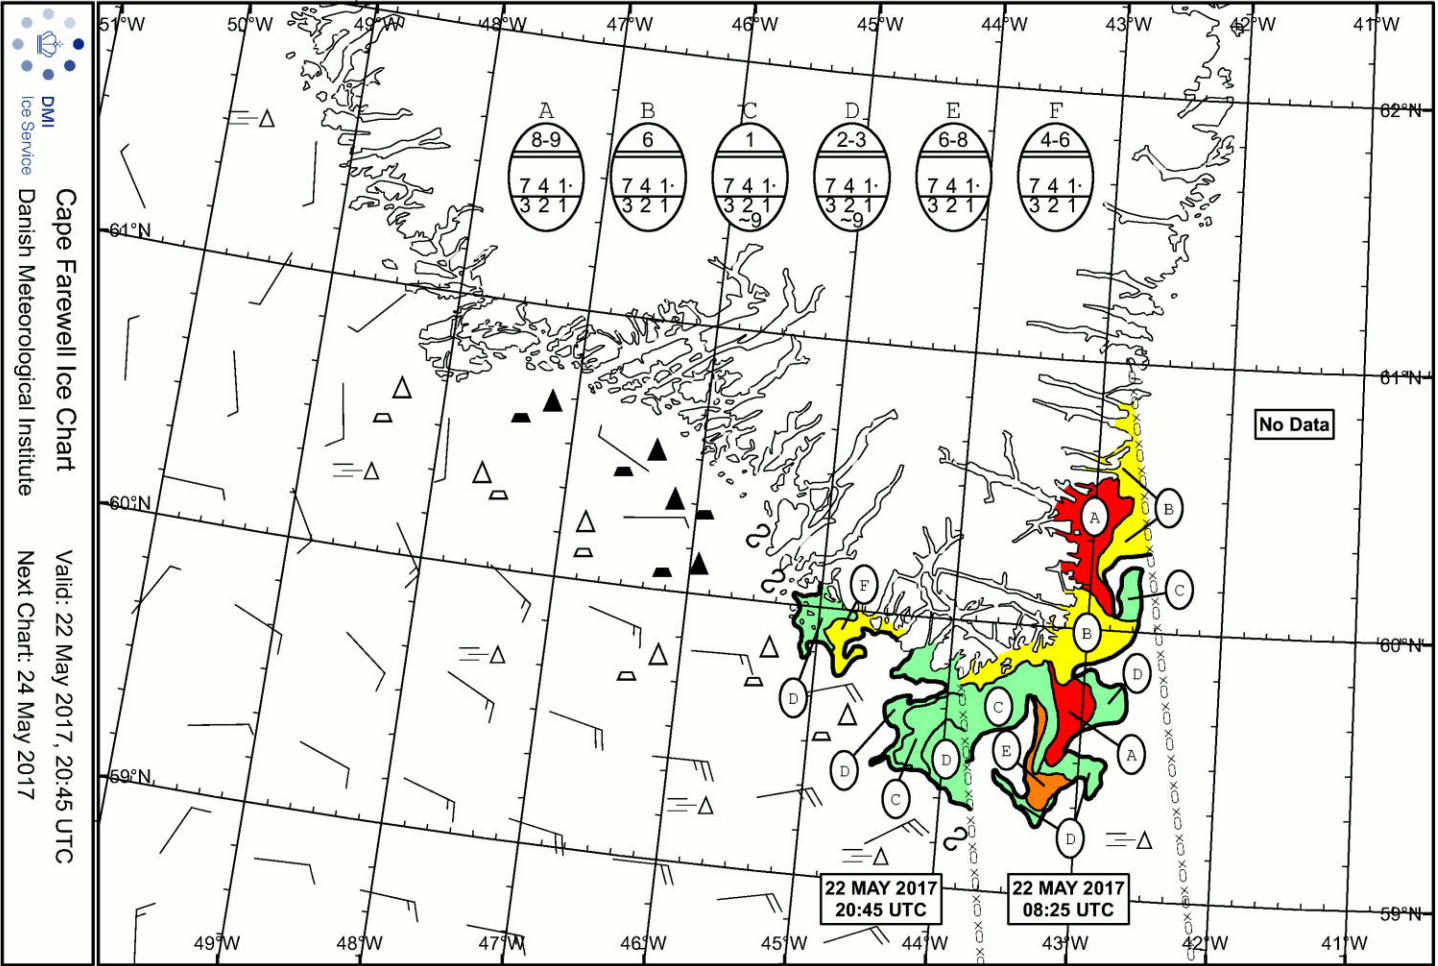 DMI
Ice Service
Cape Farewell Ice Chart
Danish Meteorological Institute
Valid: 22 May 2017, 20:45 UTC
Next Chart: 24 May 2017
51°W 50°W 49°W 48°W 47°W 46°W 45°W 44°W 43°W 42°W 41°W
62°N
A B C D E F
8-9 6 1 2-3 6-8 4-6
7 4 1· 7 4 1· 7 4 1· 7 4 1· 7 4 1· 7 4 1·
3 2 1 3 2 1 3 2 1 3 2 1 3 2 1 3 2 1
~9 ~9
61°N
61°N
No Data
60°N
A
B
F
C
B
60°N
D
D
C
A
E
D
D
C
D
59°N
22 MAY 2017
20:45 UTC
22 MAY 2017
08:25 UTC
59°N
49°W 48°W 47°W 46°W 45°W 44°W 43°W 42°W 41°W